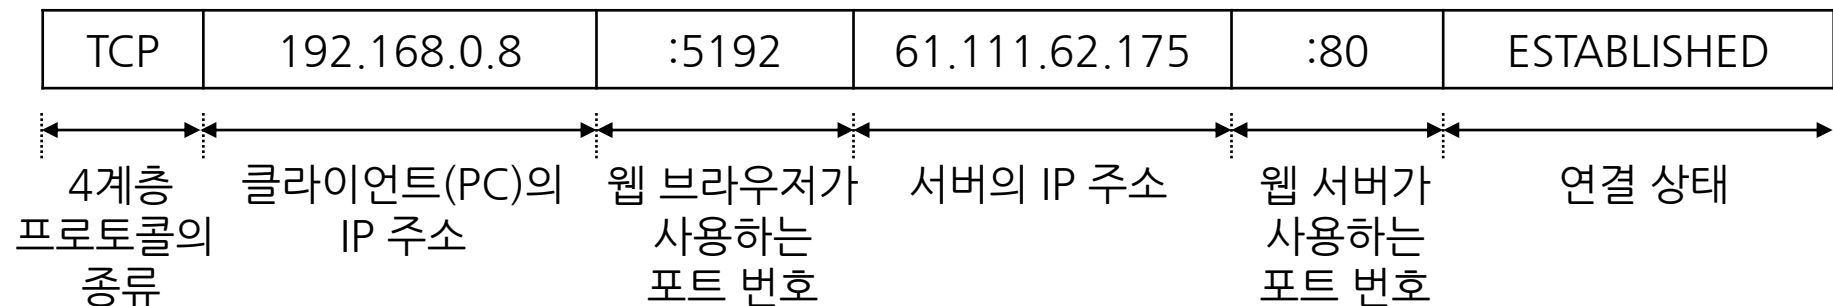 TCP 192.168.0.8 :5192 61.111.62.175 :80 ESTABLISHED
4계층 클라이언트(PC)의 웹 브라우저가 서버의 IP 주소 웹 서버가 연결 상태
프로토콜의 IP 주소 사용하는 사용하는
종류 포트 번호 포트 번호